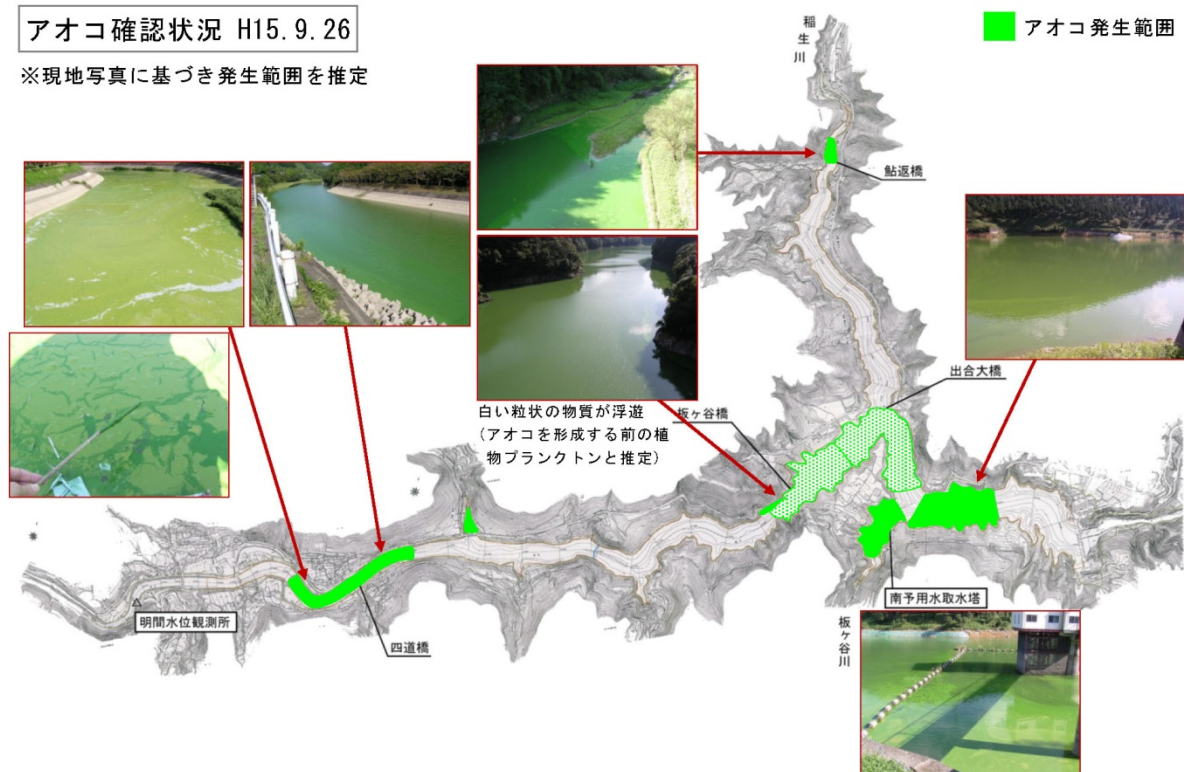 アオコ確認状況 H15.9.26
※現地写真に基づき発生範囲を推定
アオコ発生範囲
稲生川
鮎返橋
出合大橋
板ヶ谷橋
白い粒状の物質が浮遊
(アオコを形成する前の植
物プランクトンと推定)
南予用水取水塔
明間水位観測所
四道橋
板ヶ谷川